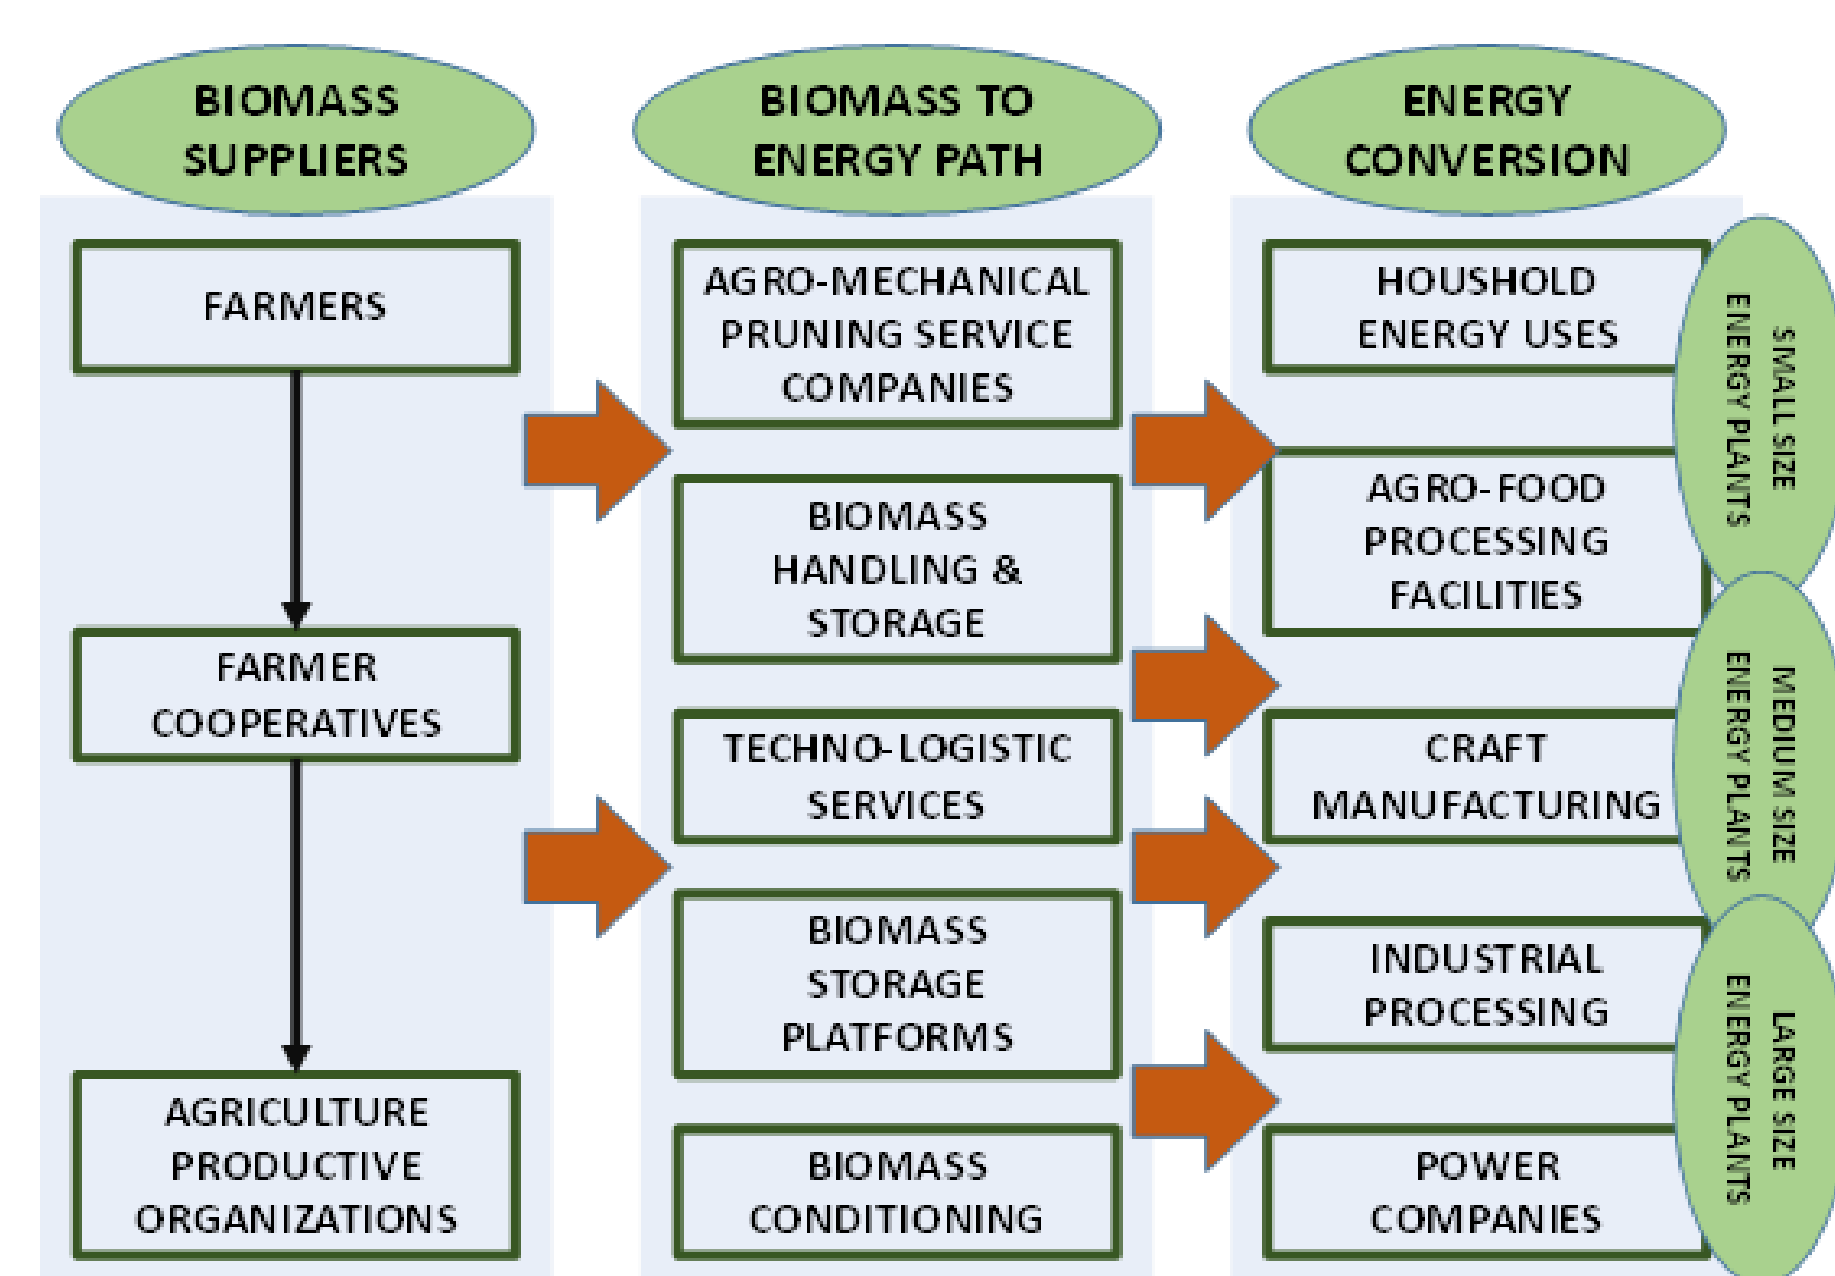 BIOMASS
SUPPLIERS
FARMERS
FARMER
COOPERATIVES
AGRICULTURE
PRODUCTIVE
ORGANIZATIONS
BIOMASS TO
ENERGY PATH
AGRO-MECHANICAL
PRUNING SERVICE
COMPANIES
BIOMASS
HANDLING &
STORAGE
TECHNO-LOGISTIC
SERVICES
BIOMASS
STORAGE
PLATFORMS
BIOMASS
CONDITIONING
ENERGY
CONVERSION
HOUSHOLD
ENERGY USES
AGRO-FOOD
PROCESSING
FACILITIES
CRAFT
MANUFACTURING
INDUSTRIAL
PROCESSING
POWER
COMPANIES
SMALL SIZE
ENERGY PLANTS
MEDIUM SIZE
ENERGY PLANTS
LARGE SIZE
ENERGY PLANTS